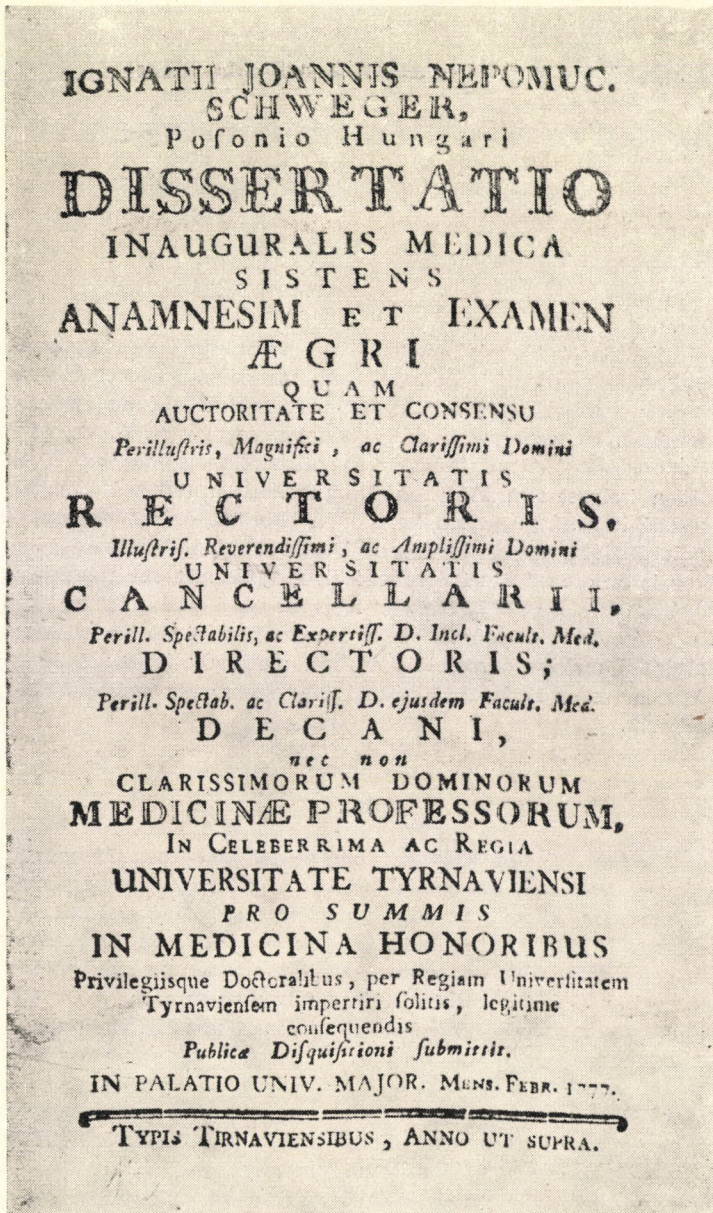 IGNATII JOANNIS NEPOMUC.
SCHWEGER,
Poſonio Hungari
DISSERTATIO
INAUGURALIS MEDICA
SISTENS
ANAMNESIM ET EXAMEN
ÆGRI
QUAM
AUCTORITATE ET CONSENSU
Perilluſtris, Magnifici, ac Clariſſimi Domini
UNIVERSITATIS
RECTORIS,
Illuſtriſ. Reverendiſſimi, ac Ampliſſimi Domini
UNIVERSITATIS
CANCELLARII,
Perill. Spectabilis, ac Expertiſſ. D. Incl. Facult. Med.
DIRECTORIS;
Perill. Spectab. ac Clariſſ. D. ejusdem Facult. Med.
DECANI,
nec non
CLARISSIMORUM DOMINORUM
MEDICINÆ PROFESSORUM,
IN CELEBERRIMA AC REGIA
UNIVERSITATE TYRNAVIENSI
PRO SUMMIS
IN MEDICINA HONORIBUS
Privilegiisque Doctoralibus, per Regiam Univerſitatem
Tyrnavienſem impertiri ſolitis, legitime
conſequendis
Publicæ Diſquiſitioni ſubmittit.
IN PALATIO UNIV. MAJOR. MENS. FEBR. 1777.
TYPIS TIRNAVIENSIBUS, ANNO UT SUPRA.